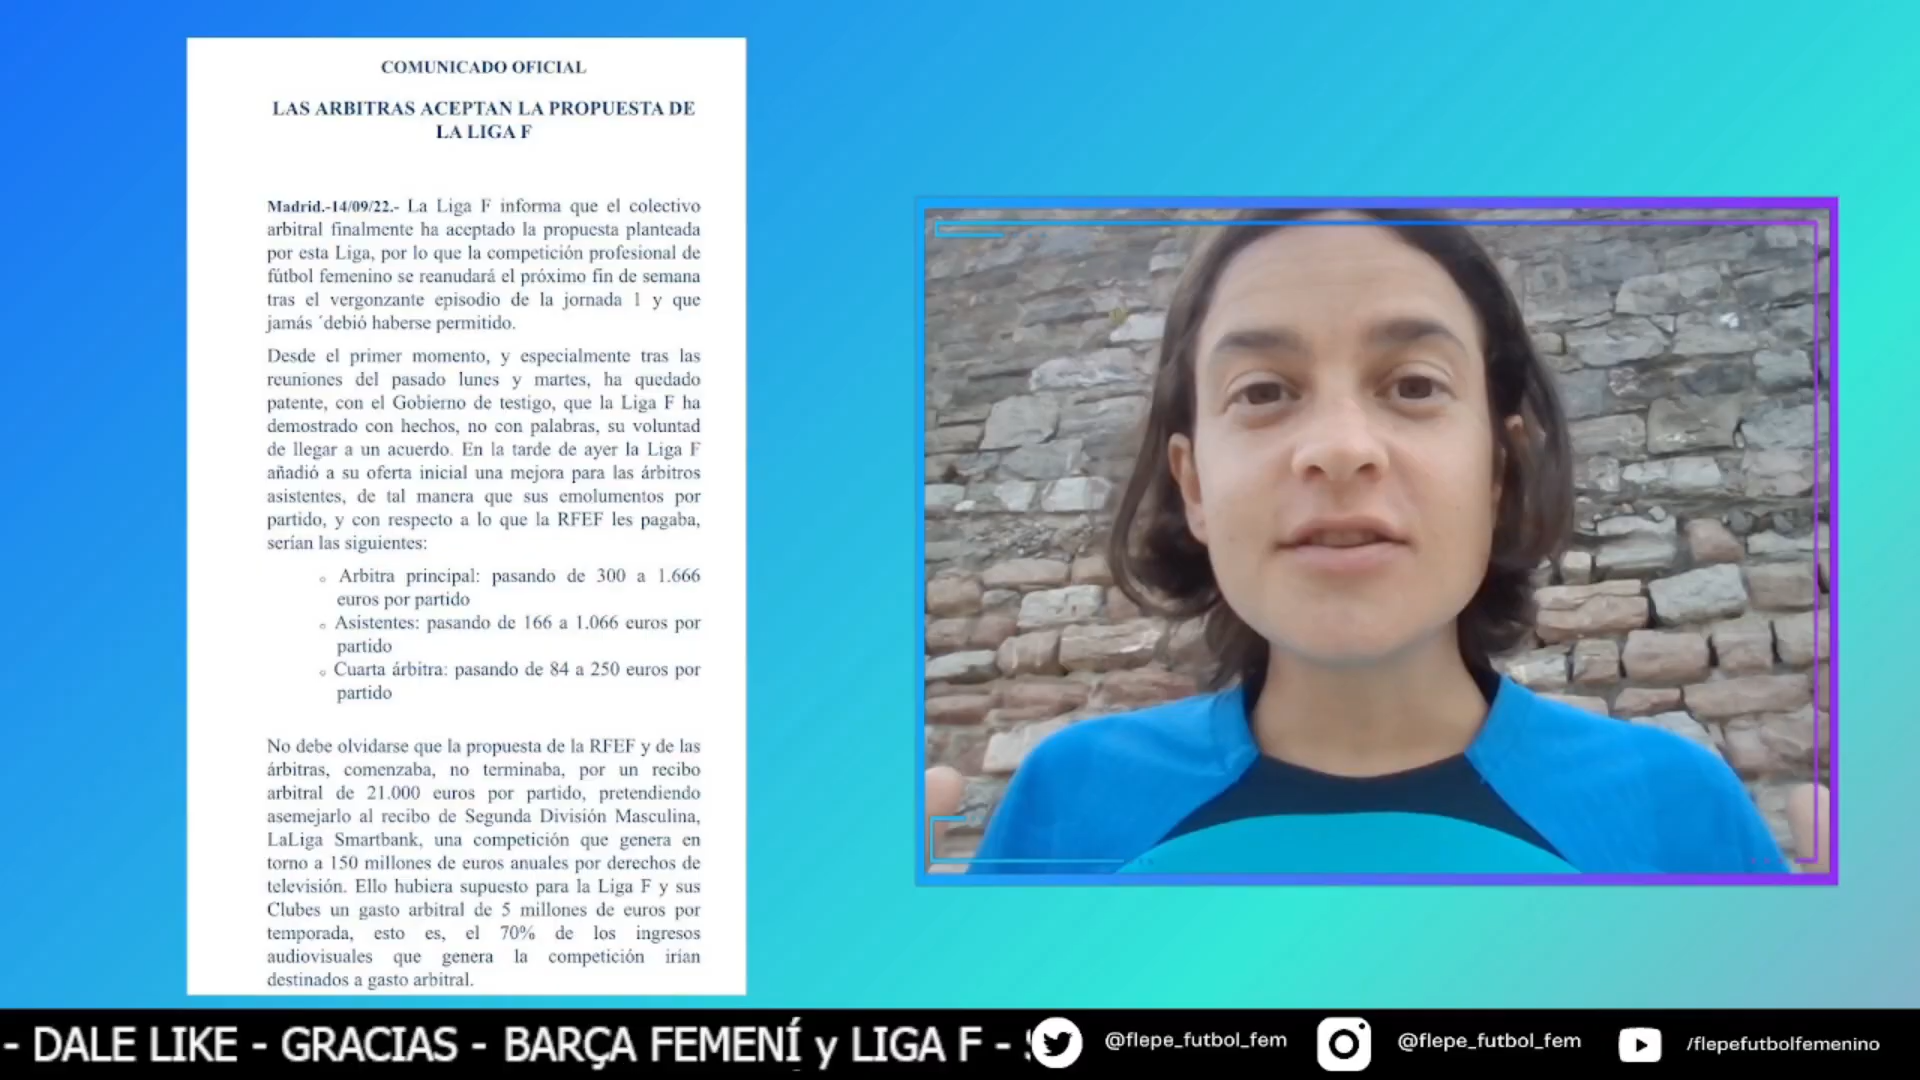 COMUNICADO OFICIAL
LAS ARBITRAS ACEPTAN LA PROPUESTA DE
LA LIGA F
Madrid.-14/09/22.- La Liga F informa que el colectivo
arbitral finalmente ha aceptado la propuesta planteada
por esta Liga, por lo que la competición profesional de
fútbol femenino se reanudará el próximo fin de semana
tras el vergonzante episodio de la jornada 1 y que
jamás ´debió haberse permitido.
Desde el primer momento, y especialmente tras las
reuniones del pasado lunes y martes, ha quedado
patente, con el Gobierno de testigo, que la Liga F ha
demostrado con hechos, no con palabras, su voluntad
de llegar a un acuerdo. En la tarde de ayer la Liga F
añadió a su oferta inicial una mejora para las árbitros
asistentes, de tal manera que sus emolumentos por
partido, y con respecto a lo que la RFEF les pagaba,
serían las siguientes:
◦ Arbitra principal: pasando de 300 a 1.666
euros por partido
◦ Asistentes: pasando de 166 a 1.066 euros por
partido
◦ Cuarta árbitra: pasando de 84 a 250 euros por
partido
No debe olvidarse que la propuesta de la RFEF y de las
árbitras, comenzaba, no terminaba, por un recibo
arbitral de 21.000 euros por partido, pretendiendo
asemejarlo al recibo de Segunda División Masculina,
LaLiga Smartbank, una competición que genera en
torno a 150 millones de euros anuales por derechos de
televisión. Ello hubiera supuesto para la Liga F y sus
Clubes un gasto arbitral de 5 millones de euros por
temporada, esto es, el 70% de los ingresos
audiovisuales que genera la competición irían
destinados a gasto arbitral.
- DALE LIKE - GRACIAS - BARÇA FEMENÍ y LIGA F -
@flepe_futbol_fem
@flepe_futbol_fem
/flepefutbolfemenino